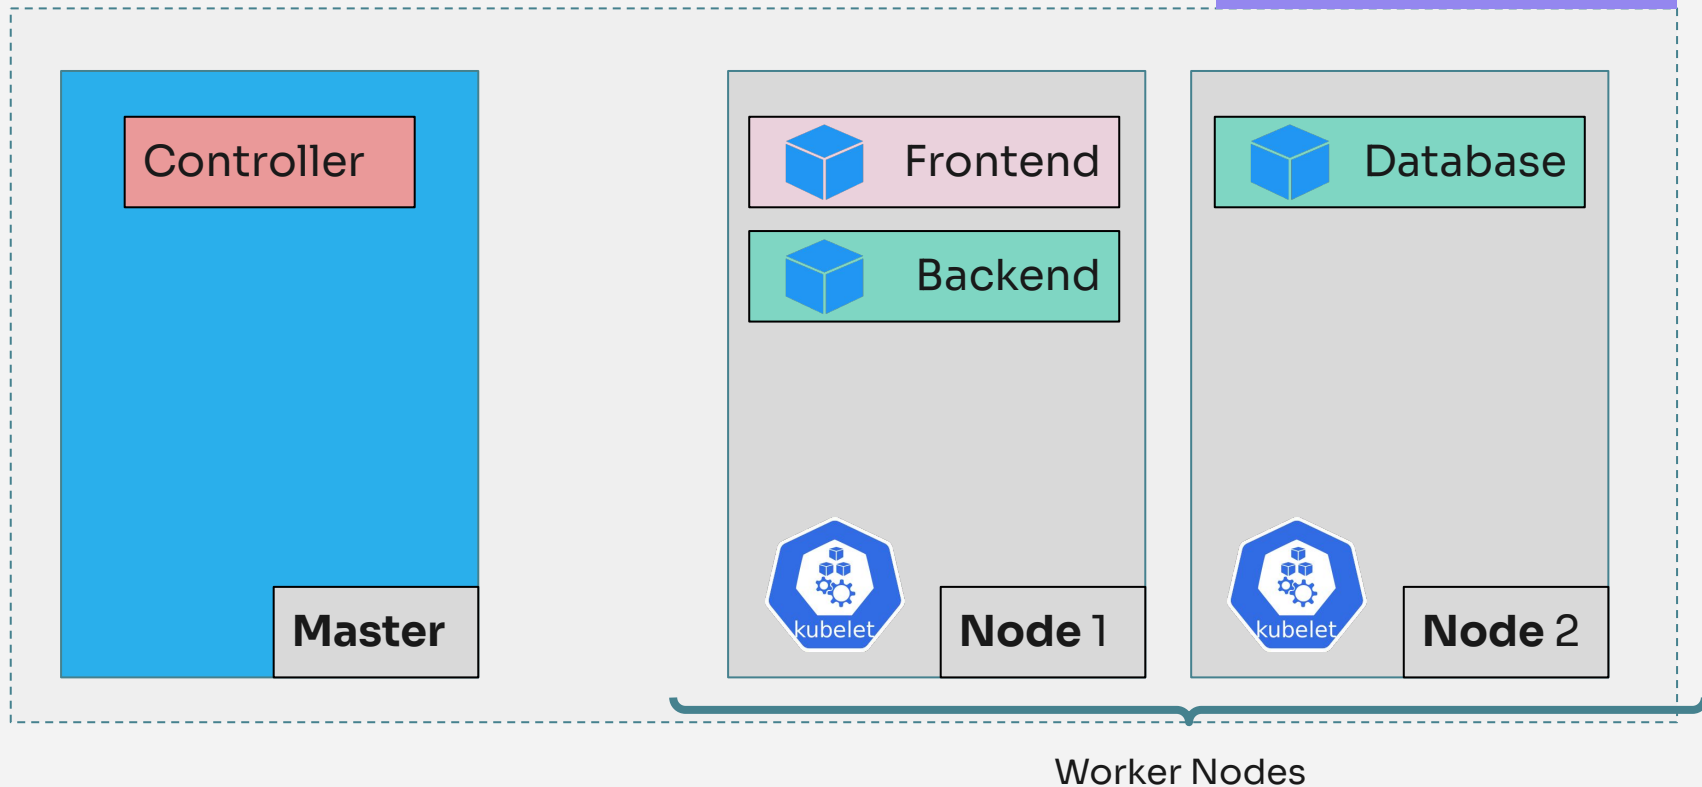 Controller
Master
Frontend
Backend
kubelet
Node 1
Database
kubelet
Node 2
Worker Nodes